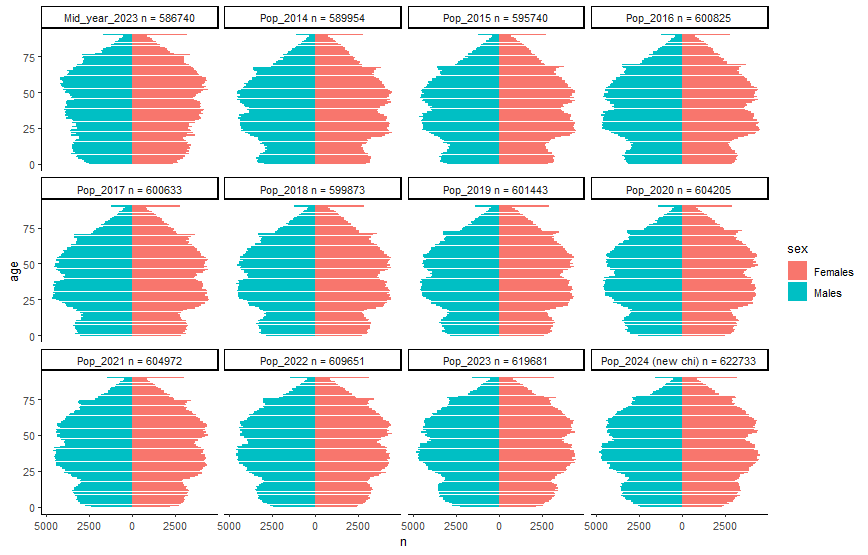 Mid_year_2023 n = 586740
Pop_2014 n = 589954
Pop_2015 n = 595740
Pop_2016 n = 600825
75
50
25
0
Pop_2017 n = 600633
Pop_2018 n = 599873
Pop_2019 n = 601443
Pop_2020 n = 604205
75
50
25
0
age
sex
Females
Males
Pop_2021 n = 604972
Pop_2022 n = 609651
Pop_2023 n = 619681
Pop_2024 (new chi) n = 622733
75
50
25
0
5000 2500 0 2500
5000 2500 0 2500
5000 2500 0 2500
5000 2500 0 2500
n